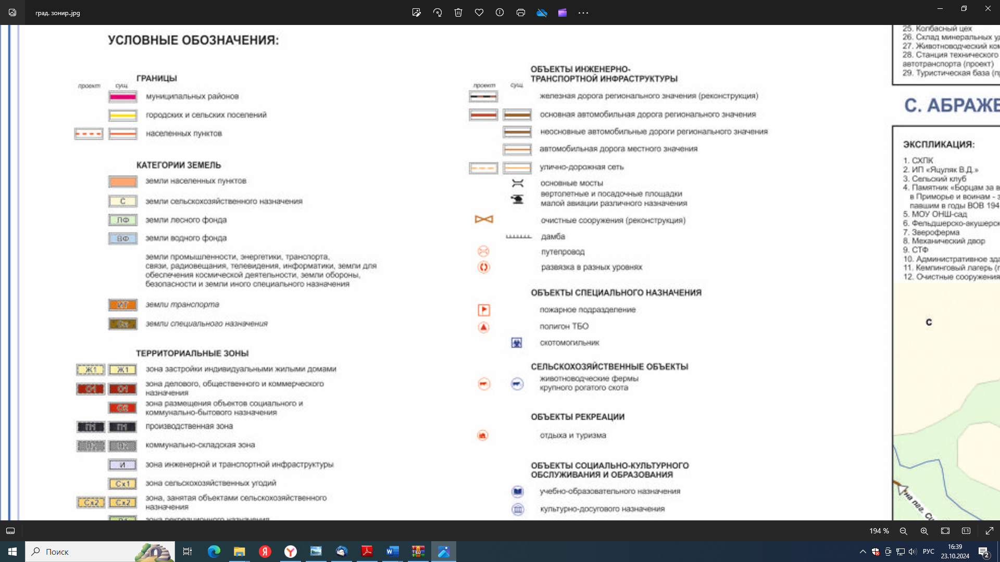 град. зонир..jpg
УСЛОВНЫЕ ОБОЗНАЧЕНИЯ:
ГРАНИЦЫ
проект сущ.
муниципальных районов
городских и сельских поселений
населенных пунктов
КАТЕГОРИИ ЗЕМЕЛЬ
земли населенных пунктов
С земли сельскохозяйственного назначения
ЛФ земли лесного фонда
ВФ земли водного фонда
земли промышленности, энергетики, транспорта,
связи, радиовещания, телевидения, информатики, земли для
обеспечения космической деятельности, земли обороны,
безопасности и земли иного специального назначения
ИТ земли транспорта
земли специального назначения
ТЕРРИТОРИАЛЬНЫЕ ЗОНЫ
Ж1 Ж1 зона застройки индивидуальными жилыми домами
О1 О1 зона делового, общественного и коммерческого
назначения
зона размещения объектов социального и
коммунально-бытового назначения
П1 П1 производственная зона
П2 П2 коммунально-складская зона
И зона инженерной и транспортной инфраструктуры
Сх1 зона сельскохозяйственных угодий
Сх2 Сх2 зона, занятая объектами сельскохозяйственного
назначения
зона рекреационного назначения
ОБЪЕКТЫ ИНЖЕНЕРНО-
ТРАНСПОРТНОЙ ИНФРАСТРУКТУРЫ
проект сущ.
железная дорога регионального значения (реконструкция)
основная автомобильная дорога регионального значения
неосновные автомобильные дороги регионального значения
автомобильная дорога местного значения
улично-дорожная сеть
основные мосты
вертолетные и посадочные площадки
малой авиации различного назначения
очистные сооружения (реконструкция)
дамба
путепровод
развязка в разных уровнях
ОБЪЕКТЫ СПЕЦИАЛЬНОГО НАЗНАЧЕНИЯ
пожарное подразделение
полигон ТБО
скотомогильник
СЕЛЬСКОХОЗЯЙСТВЕННЫЕ ОБЪЕКТЫ
животноводческие фермы
крупного рогатого скота
ОБЪЕКТЫ РЕКРЕАЦИИ
отдыха и туризма
ОБЪЕКТЫ СОЦИАЛЬНО-КУЛЬТУРНОГО
ОБСЛУЖИВАНИЯ И ОБРАЗОВАНИЯ
учебно-образовательного назначения
культурно-досугового назначения
25. Колбасный цех
26. Склад минеральных уд
27. Животноводческий ком
28. Станция технического
автотранспорта (проект)
29. Туристическая база (п
С. АБРАЖЕ
ЭКСПЛИКАЦИЯ:
1. СХПК
2. ИП «Яцуляк В.Д.»
3. Сельский клуб
4. Памятник «Борцам за в
в Приморье и воинам - з
павшим в годы ВОВ 194
5. МОУ ОНШ-сад
6. Фельдшерско-акушерск
7. Звероферма
8. Механический двор
9. СТФ
10. Административное зда
11. Кемпинговый лагерь (п
12. Очистные сооружения
С
на пгт. Си
194 %
Поиск
РУС
16:39
23.10.2024
2